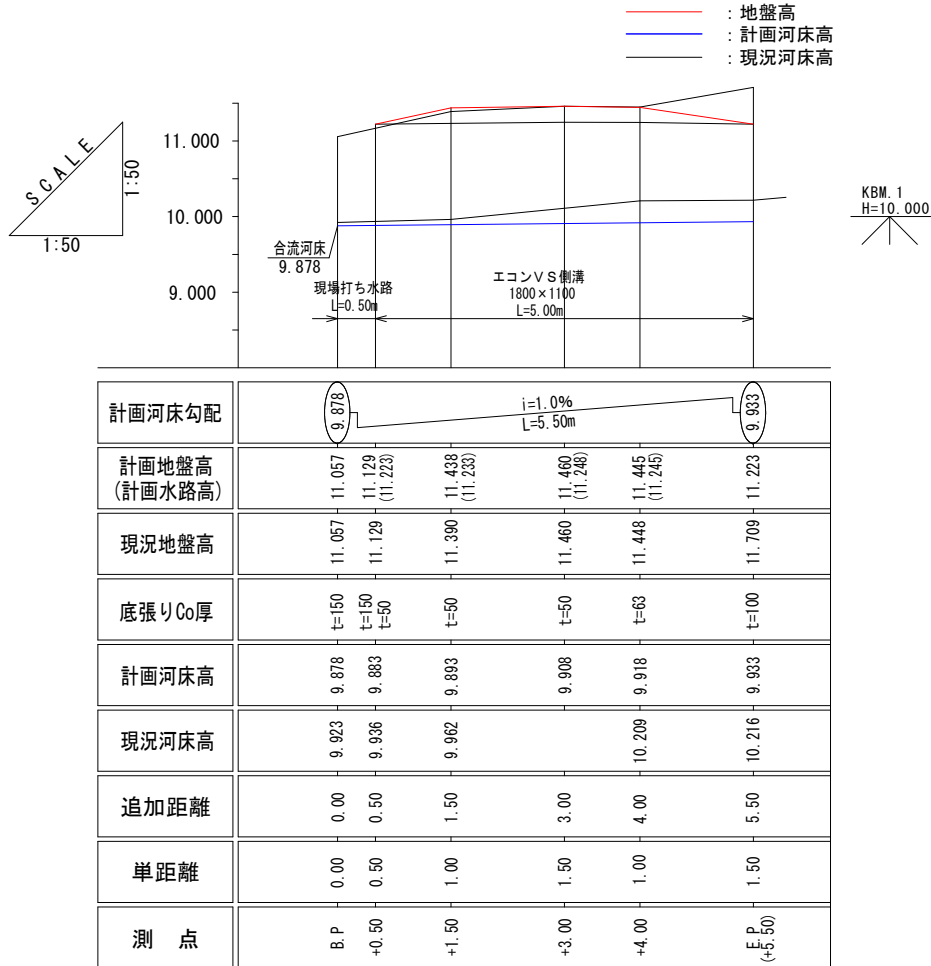 ：地盤高
：計画河床高
：現況河床高
SCALE
1:50
1:50
11.000
10.000
9.000
KBM.1
H=10.000
合流河床
9.878
現場打ち水路
L=0.50m
エコンＶＳ側溝
1800×1100
L=5.00m
計画河床勾配
9.878
i=1.0%
L=5.50m
9.933
計画地盤高
(計画水路高)
11.057
11.129
(11.223)
11.438
(11.233)
11.460
(11.248)
11.445
(11.245)
11.223
現況地盤高
11.057
11.129
11.390
11.460
11.448
11.709
底張りCo厚
t=150
t=150
t=50
t=50
t=50
t=63
t=100
計画河床高
9.878
9.883
9.893
9.908
9.918
9.933
現況河床高
9.923
9.936
9.962
10.209
10.216
追加距離
0.00
0.50
1.50
3.00
4.00
5.50
単距離
0.00
0.50
1.00
1.50
1.00
1.50
測　点
B.P
+0.50
+1.50
+3.00
+4.00
E.P
(+5.50)